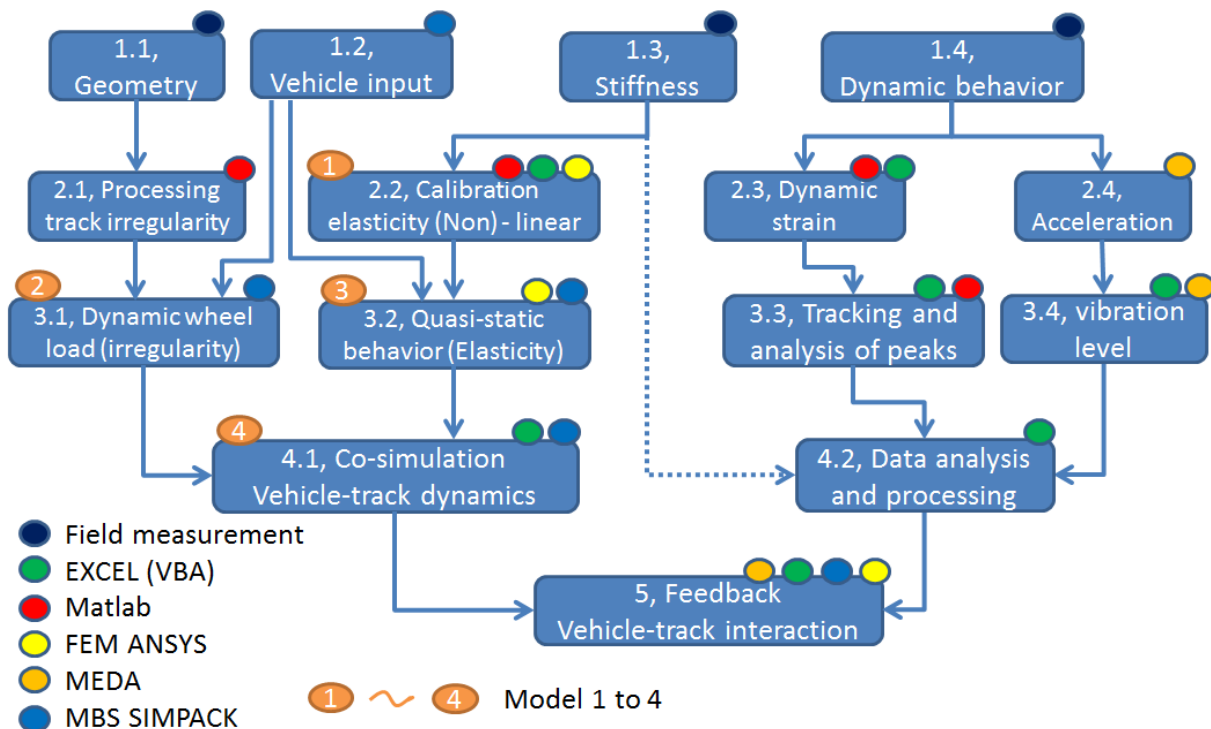 1.1,
Geometry
1.2,
Vehicle input
1.3,
Stiffness
1.4,
Dynamic behavior
2.1, Processing
track irregularity
1
2.2, Calibration
elasticity (Non) - linear
2.3, Dynamic
strain
2.4,
Acceleration
2
3.1, Dynamic wheel
load (irregularity)
3
3.2, Quasi-static
behavior (Elasticity)
3.3, Tracking and
analysis of peaks
3.4, vibration
level
4
4.1, Co-simulation
Vehicle-track dynamics
4.2, Data analysis
and processing
5, Feedback
Vehicle-track interaction
Field measurement
EXCEL (VBA)
Matlab
FEM ANSYS
MEDA
MBS SIMPACK
1 ~ 4 Model 1 to 4